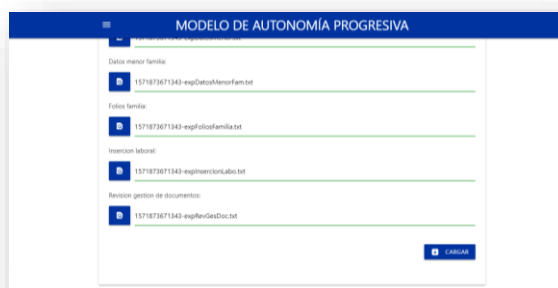 MODELO DE AUTONOMÍA PROGRESIVA
Datos menor familia:
1571873671343-expDatosMenorFam.txt
Folios familia:
1571873671343-expFoliosFamilia.txt
Insercion laboral:
1571873671343-expInsercionLabo.txt
Revision gestion de documentos:
1571873671343-expRevGesDoc.txt
CARGAR